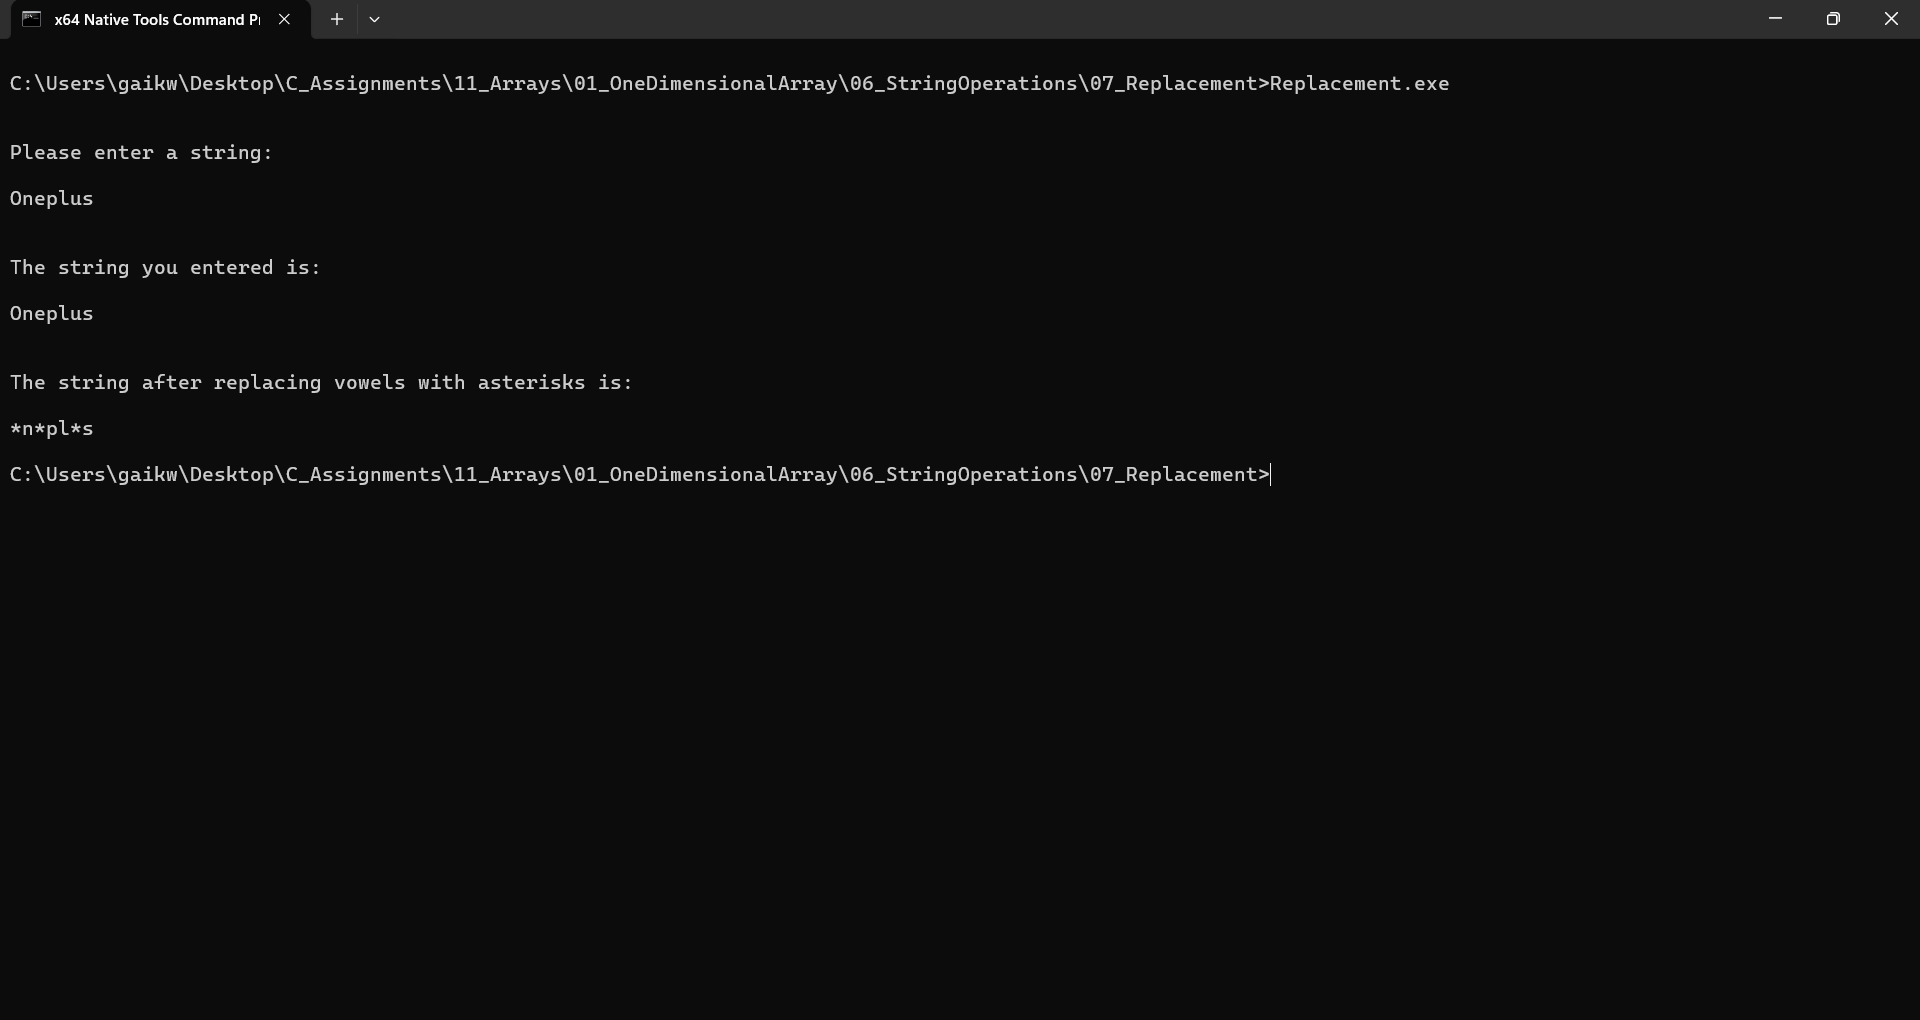 x64 Native Tools Command P
C:\Users\gaikw\Desktop\C_Assignments\11_Arrays\01_OneDimensionalArray\06_StringOperations\07_Replacement>Replacement.exe
Please enter a string:
Oneplus
The string you entered is:
Oneplus
The string after replacing vowels with asterisks is:
*n*pl*s
C:\Users\gaikw\Desktop\C_Assignments\11_Arrays\01_OneDimensionalArray\06_StringOperations\07_Replacement>